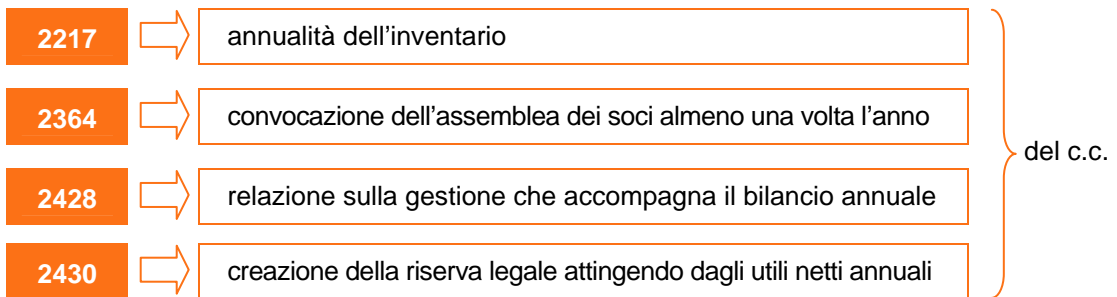 2217 annualità dell'inventario
2364 convocazione dell'assemblea dei soci almeno una volta l'anno
del c.c.
2428 relazione sulla gestione che accompagna il bilancio annuale
2430 creazione della riserva legale attingendo dagli utili netti annuali